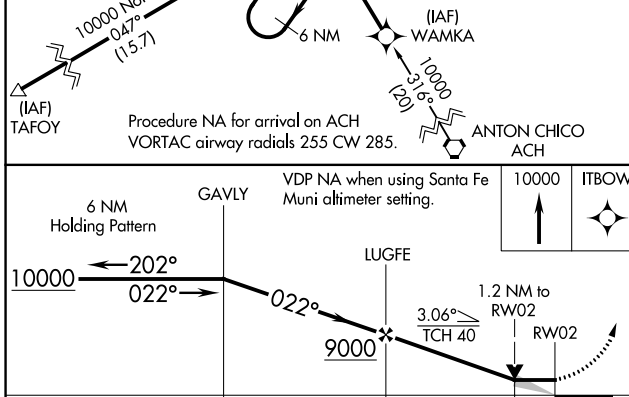 10000
047°
(15.7)
6 NM
(IAF)
WAMKA
10000
316°
(20)
(IAF)
TAFOY
Procedure NA for arrival on ACH
VORTAC airway radials 255 CW 285.
ANTON CHICO
ACH
6 NM
Holding Pattern
GAVLY
VDP NA when using Santa Fe
Muni altimeter setting.
10000
ITBOW
LUGFE
10000
202°
022°
022°
9000
3.06°
TCH 40
1.2 NM to
RW02
RW02